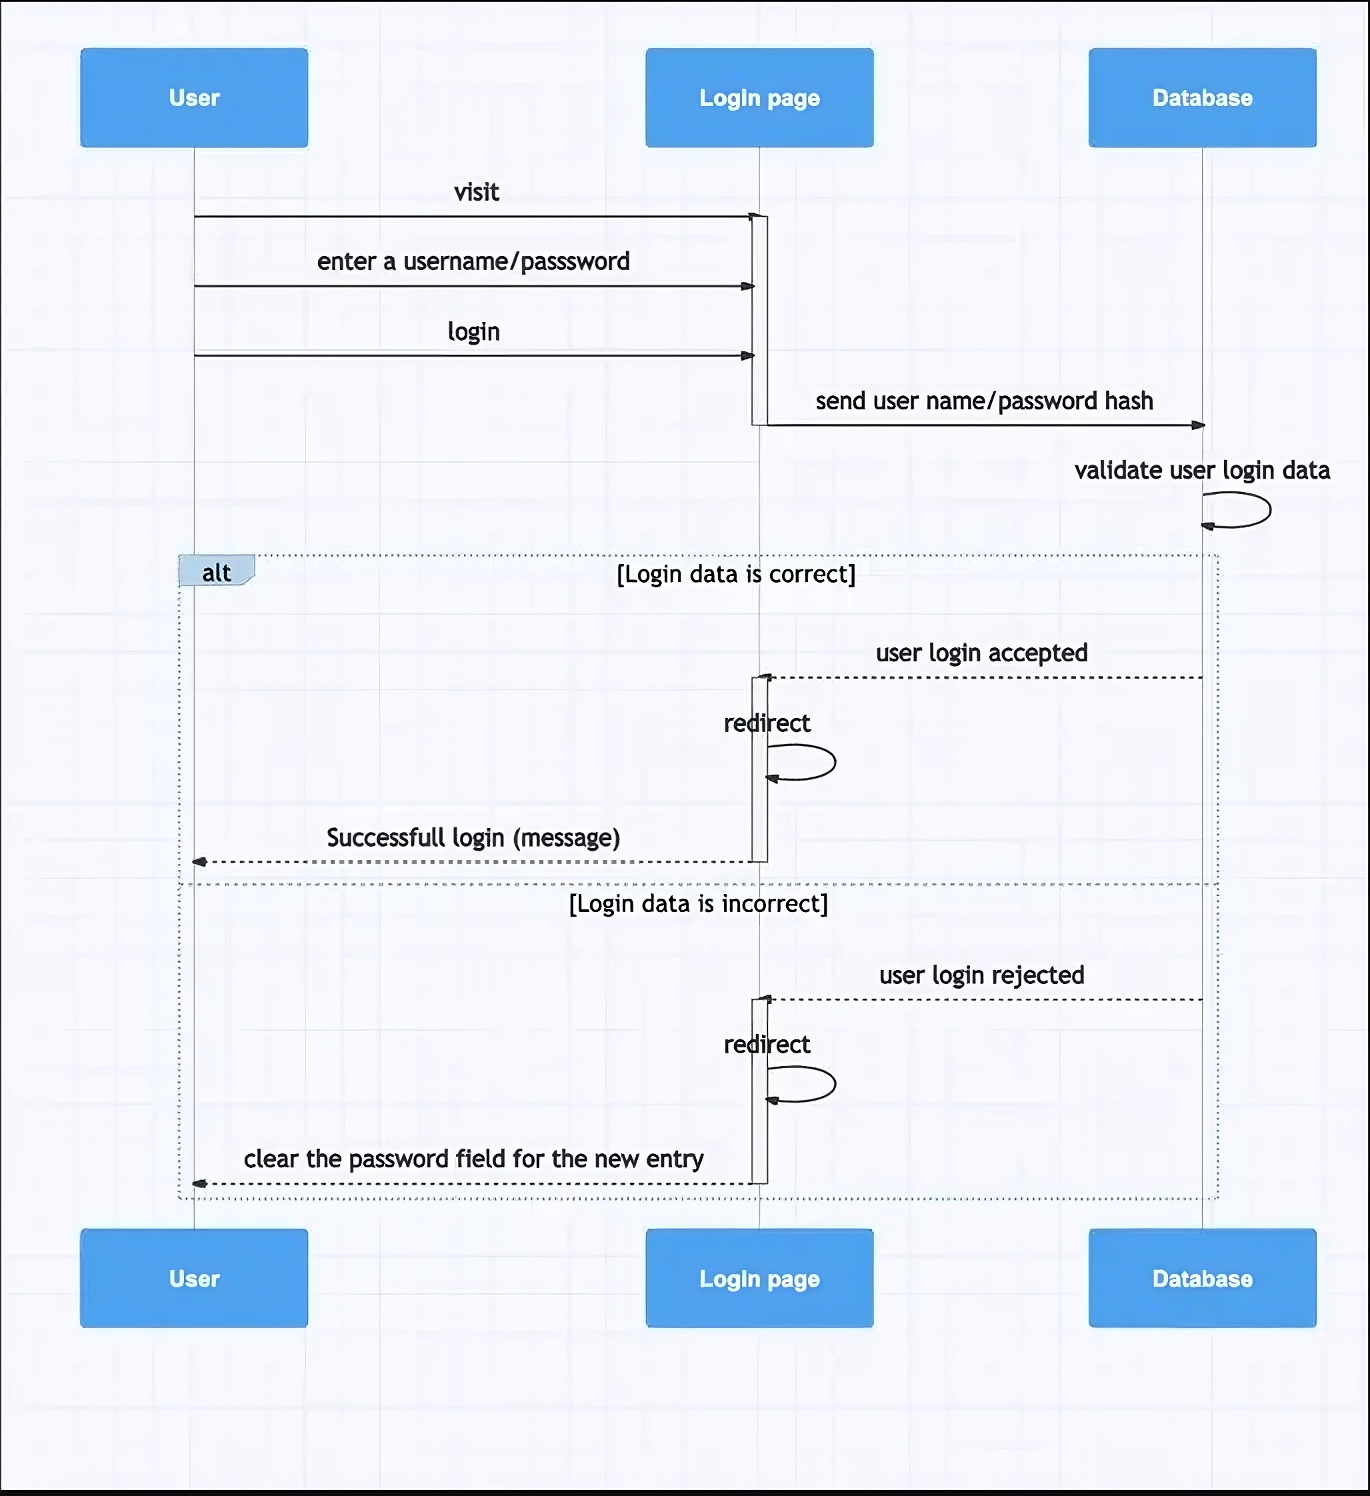 User
Login page
Database
visit
enter a username/passsword
login
send user name/password hash
validate user login data
alt
[Login data is correct]
user login accepted
redirect
Successfull login (message)
[Login data is incorrect]
user login rejected
redirect
clear the password field for the new entry
User
Login page
Database